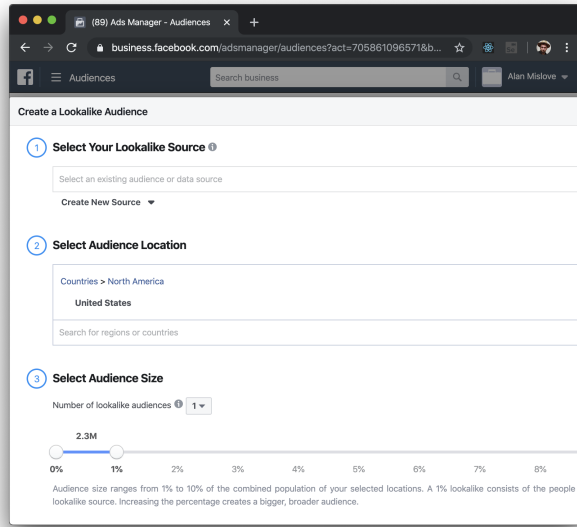 (89) Ads Manager - Audiences
business.facebook.com/adsmanager/audiences?act=705861096571&b...
Audiences
Search business
Alan Mislove
Create a Lookalike Audience
1 Select Your Lookalike Source
Select an existing audience or data source
Create New Source
2 Select Audience Location
Countries > North America
United States
Search for regions or countries
3 Select Audience Size
Number of lookalike audiences 1
2.3M
0% 1% 2% 3% 4% 5% 6% 7% 8%
Audience size ranges from 1% to 10% of the combined population of your selected locations. A 1% lookalike consists of the people
lookalike source. Increasing the percentage creates a bigger, broader audience.